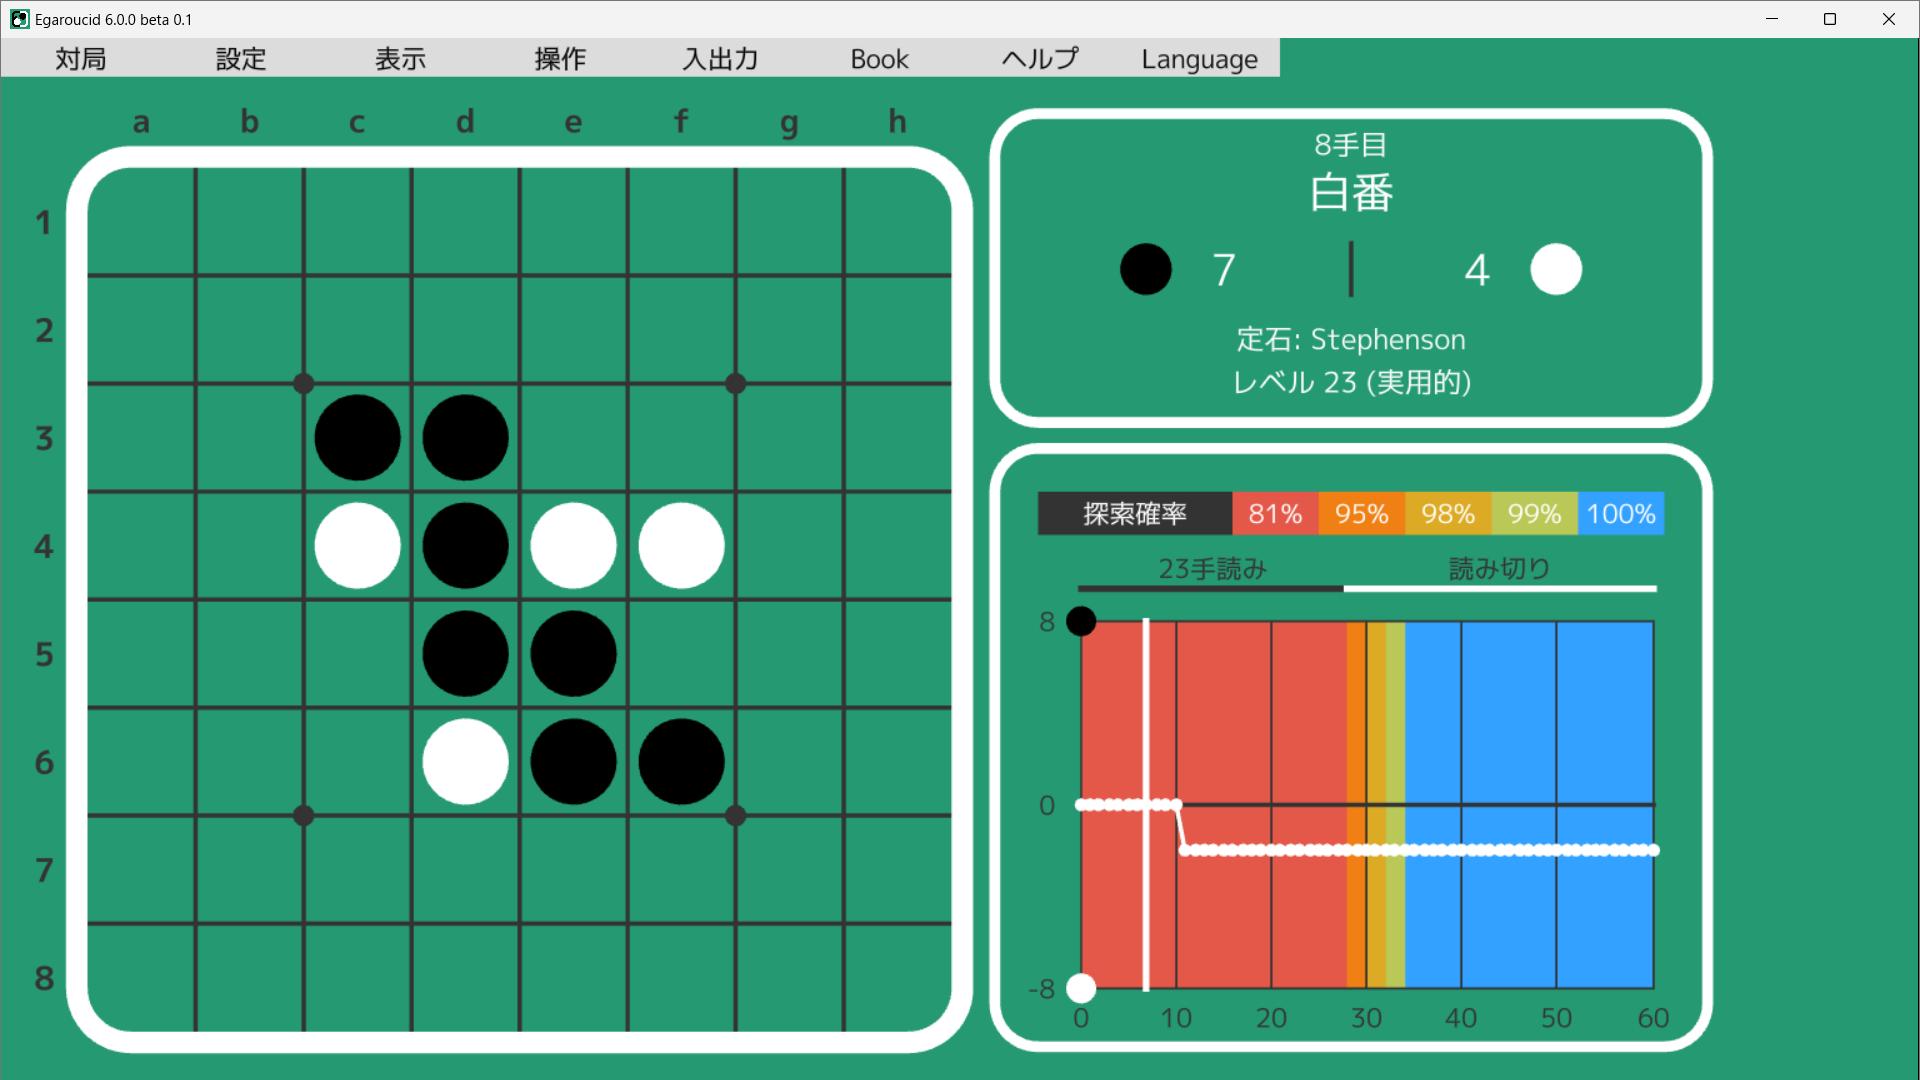 Egaroucid 6.0.0 beta 0.1
対局 設定 表示 操作 入出力 Book ヘルプ Language
a b c d e f g h
1
2
3
4
5
6
7
8
8手目
白番
7 4
定石: Stephenson
レベル 23 (実用的)
探索確率 81% 95% 98% 99% 100%
23手読み 読み切り
8
0
-8
0 10 20 30 40 50 60